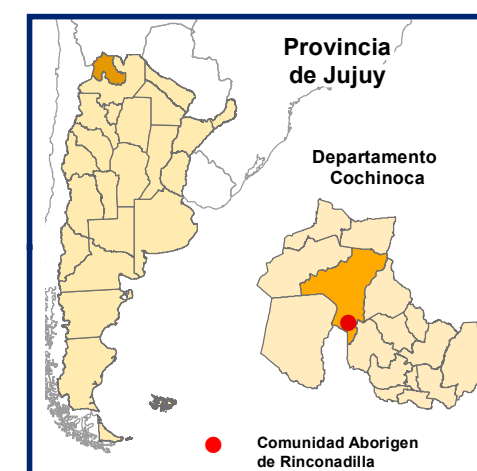 Provincia
de Jujuy
Departamento
Cochinoca
Comunidad Aborigen
de Rinconadilla